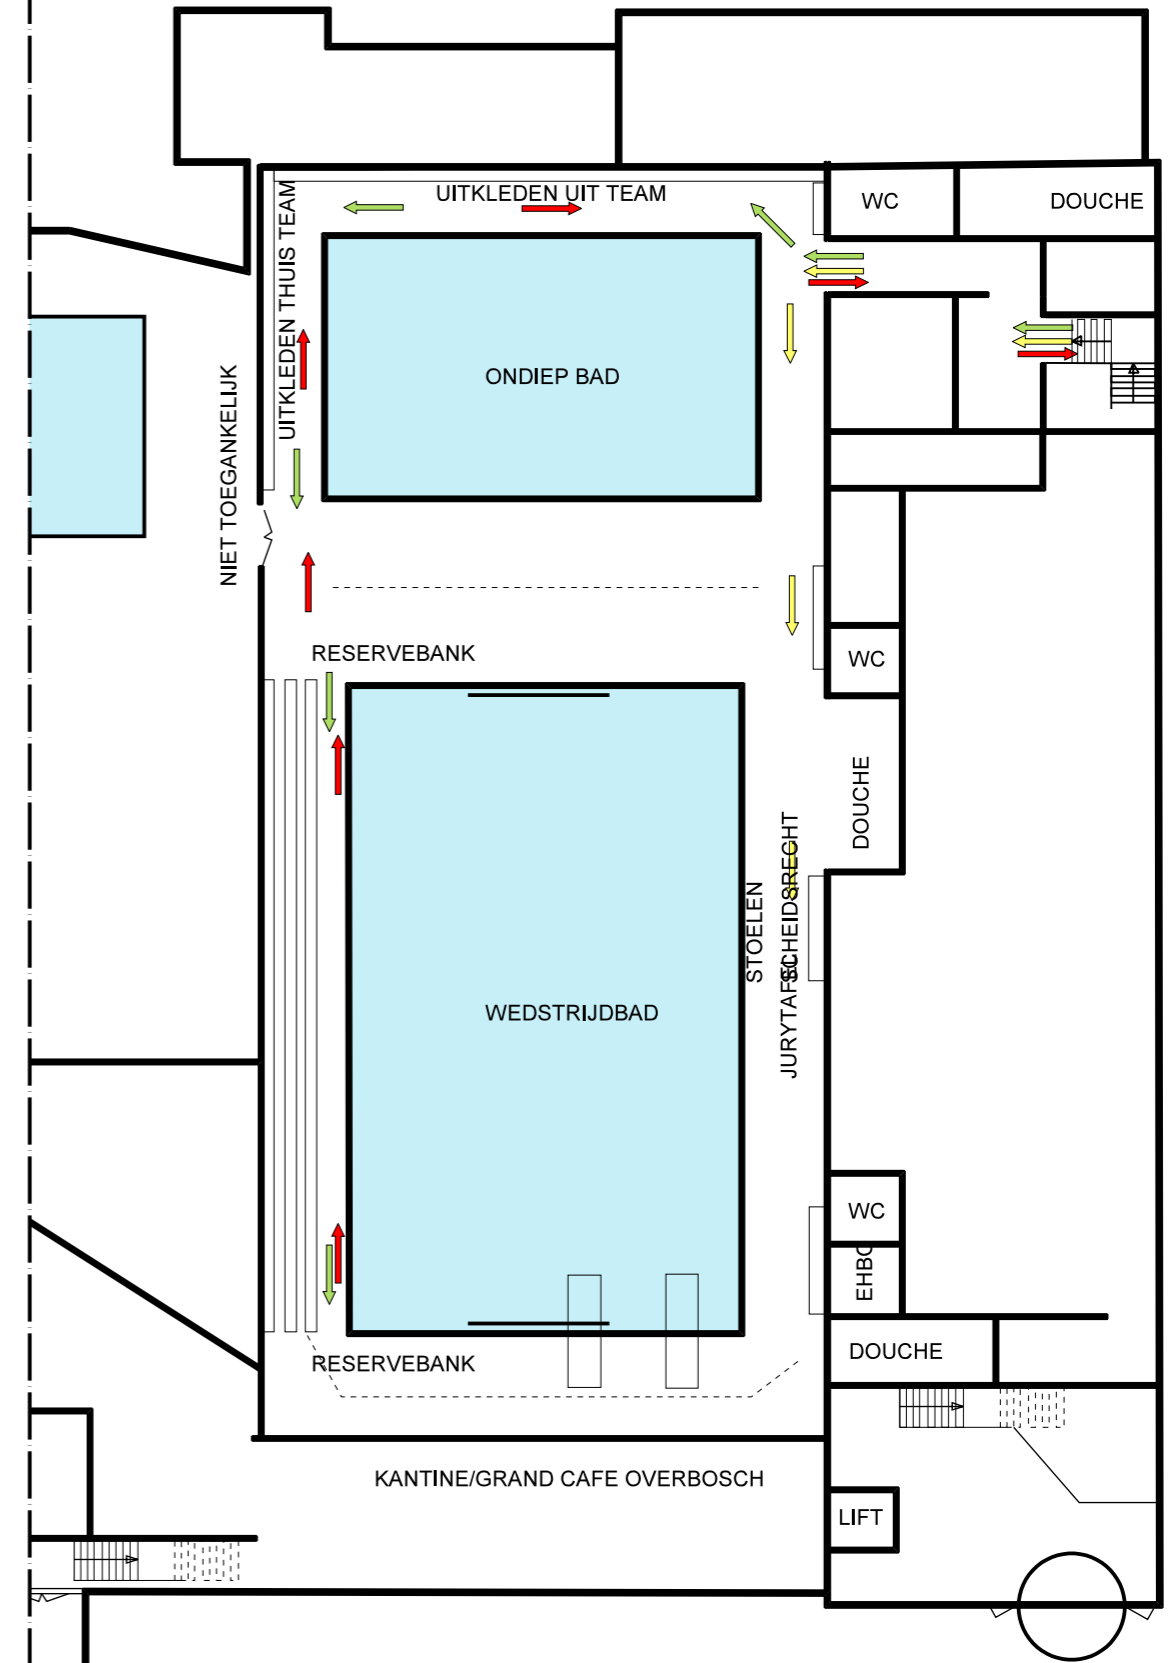 UITKLEDEN UIT TEAM
WC
DOUCHE
UITKLEDEN THUIS TEAM
ONDIEP BAD
NIET TOEGANKELIJK
RESERVEBANK
WC
DOUCHE
STOELEN
SCHEIDSRECHT
JURYTAFEL
WEDSTRIJDBAD
WC
EHBO
RESERVEBANK
DOUCHE
KANTINE/GRAND CAFE OVERBOSCH
LIFT